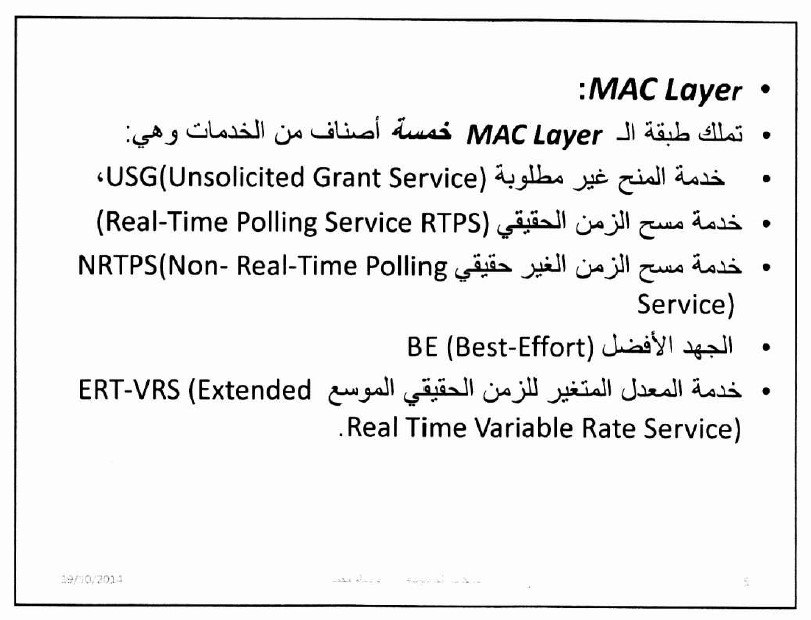 MAC Layer:
تملك طبقة الـ MAC Layer خمسة أصناف من الخدمات وهي:
خدمة المنح غير مطلوبة USG(Unsolicited Grant Service)،
خدمة مسح الزمن الحقيقي (Real-Time Polling Service RTPS)
خدمة مسح الزمن الغير حقيقي NRTPS(Non- Real-Time Polling
Service)
الجهد الأفضل BE (Best-Effort)
خدمة المعدل المتغير للزمن الحقيقي الموسع ERT-VRS (Extended
Real Time Variable Rate Service).
19/10/2014